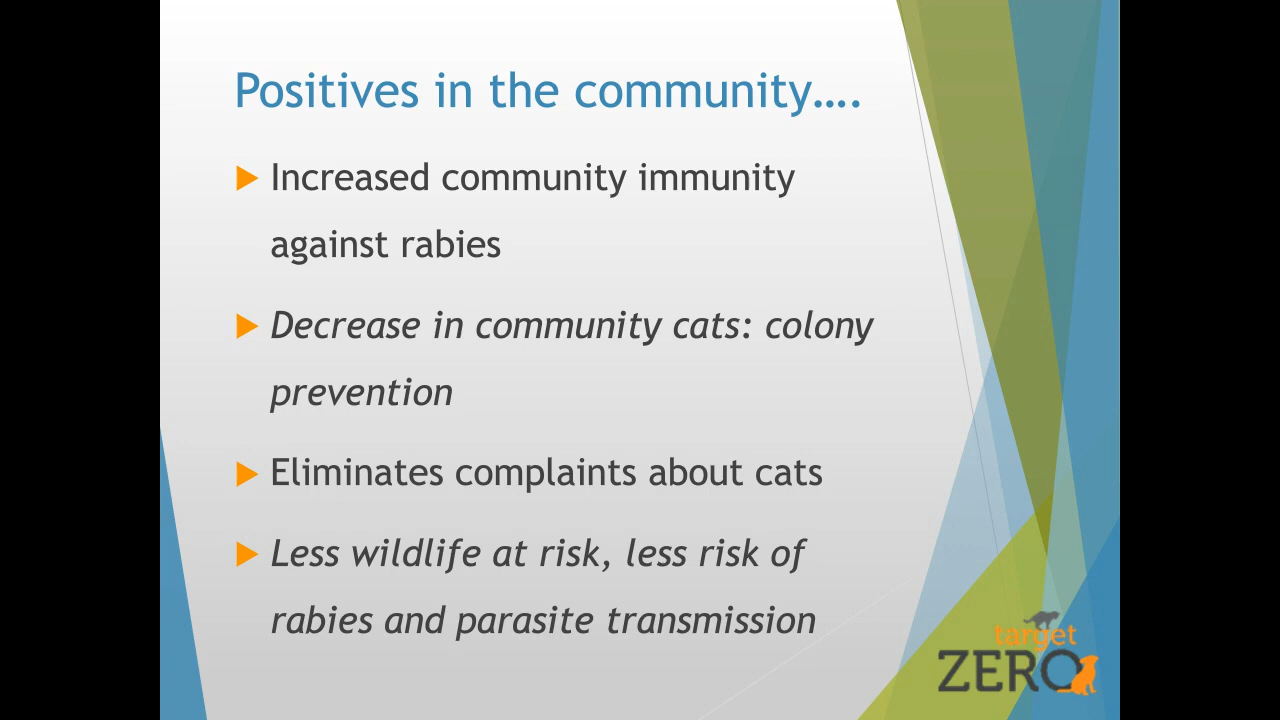 Positives in the community….
Increased community immunity
against rabies
Decrease in community cats: colony
prevention
Eliminates complaints about cats
Less wildlife at risk, less risk of
rabies and parasite transmission
target
ZERO